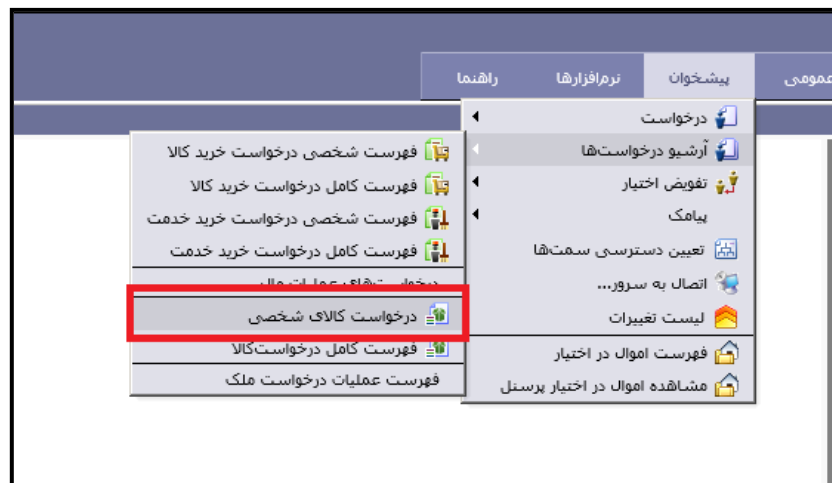 عمومی
پیشخوان
نرم‌افزارها
راهنما
درخواست
آرشیو درخواست‌ها
تفویض اختیار
پیامک
تعیین دسترسی سمت‌ها
اتصال به سرور...
لیست تغییرات
فهرست اموال در اختیار
مشاهده اموال در اختیار پرسنل
فهرست شخصی درخواست خرید کالا
فهرست کامل درخواست خرید کالا
فهرست شخصی درخواست خرید خدمت
فهرست کامل درخواست خرید خدمت
درخواست کالای شخصی
فهرست کامل درخواست‌کالا
فهرست عملیات درخواست ملک